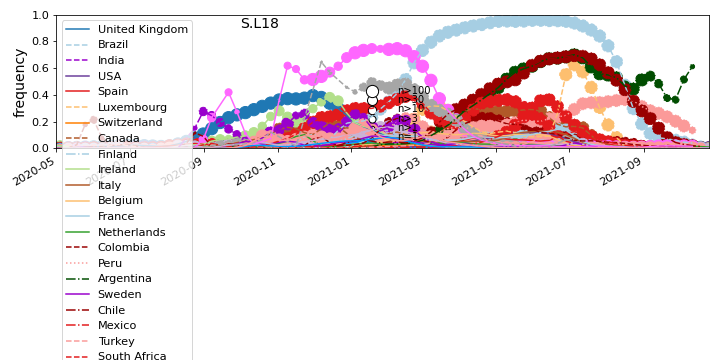 S.L18
frequency
1.0
0.8
0.6
0.4
0.2
0.0
2020-05
2020-09
2020-11
2021-01
2021-03
2021-05
2021-07
2021-09
n>100
n>30
n>10
n>3
n>1
United Kingdom
Brazil
India
USA
Spain
Luxembourg
Switzerland
Canada
Finland
Ireland
Italy
Belgium
France
Netherlands
Colombia
Peru
Argentina
Sweden
Chile
Mexico
Turkey
South Africa